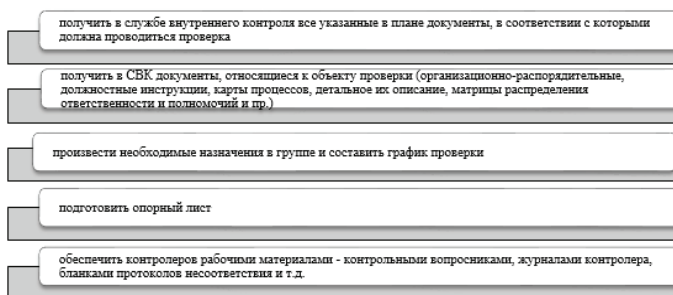 получить в службе внутреннего контроля все указанные в плане документы, в соответствии с которыми
должна проводиться проверка
получить в СВК документы, относящиеся к объекту проверки (организационно-распорядительные,
должностные инструкции, карты процессов, детальное их описание, матрицы распределения
ответственности и полномочий и пр.)
произвести необходимые назначения в группе и составить график проверки
подготовить опорный лист
обеспечить контролеров рабочими материалами - контрольными вопросниками, журналами контролера,
бланками протоколов несоответствия и т.д.